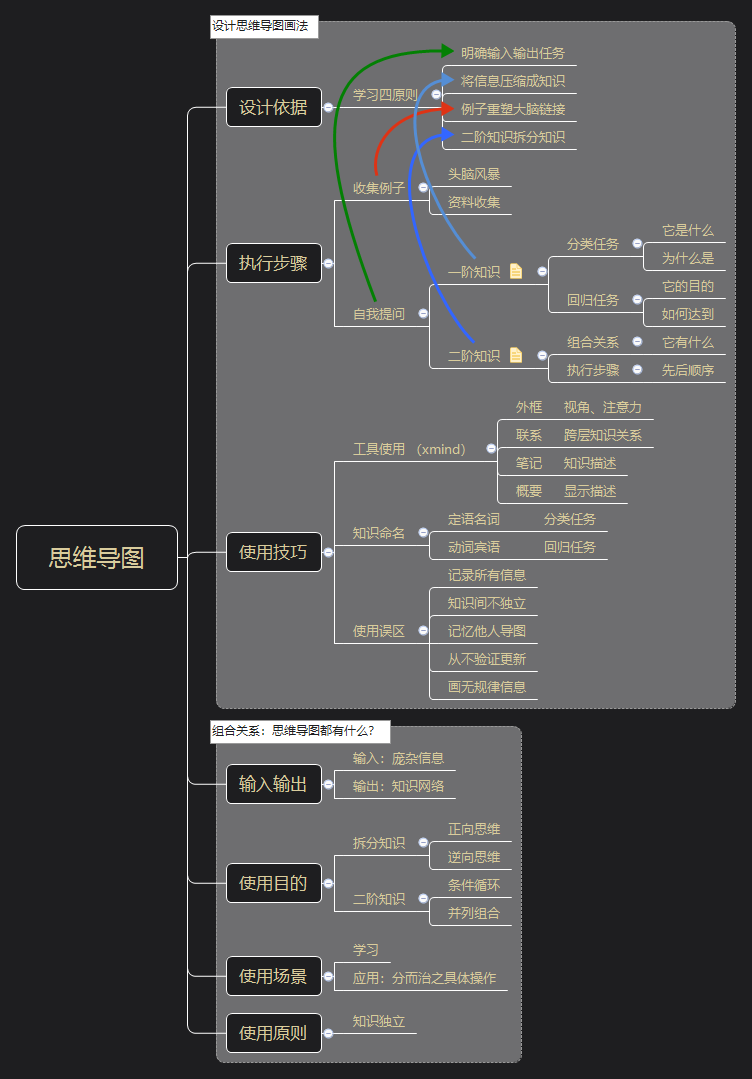 设计思维导图画法
思维导图
设计依据
学习四原则
明确输入输出任务
将信息压缩成知识
例子重塑大脑链接
二阶知识拆分知识
执行步骤
收集例子
头脑风暴
资料收集
自我提问
一阶知识
分类任务
它是什么
为什么是
回归任务
它的目的
如何达到
二阶知识
组合关系
它有什么
执行步骤
先后顺序
使用技巧
工具使用 （xmind）
外框 视角、注意力
联系 跨层知识关系
笔记 知识描述
概要 显示描述
知识命名
定语名词 分类任务
动词宾语 回归任务
使用误区
记录所有信息
知识间不独立
记忆他人导图
从不验证更新
画无规律信息
组合关系：思维导图都有什么？
输入输出
输入：庞杂信息
输出：知识网络
使用目的
拆分知识
正向思维
逆向思维
二阶知识
条件循环
并列组合
使用场景
学习
应用：分而治之具体操作
使用原则
知识独立